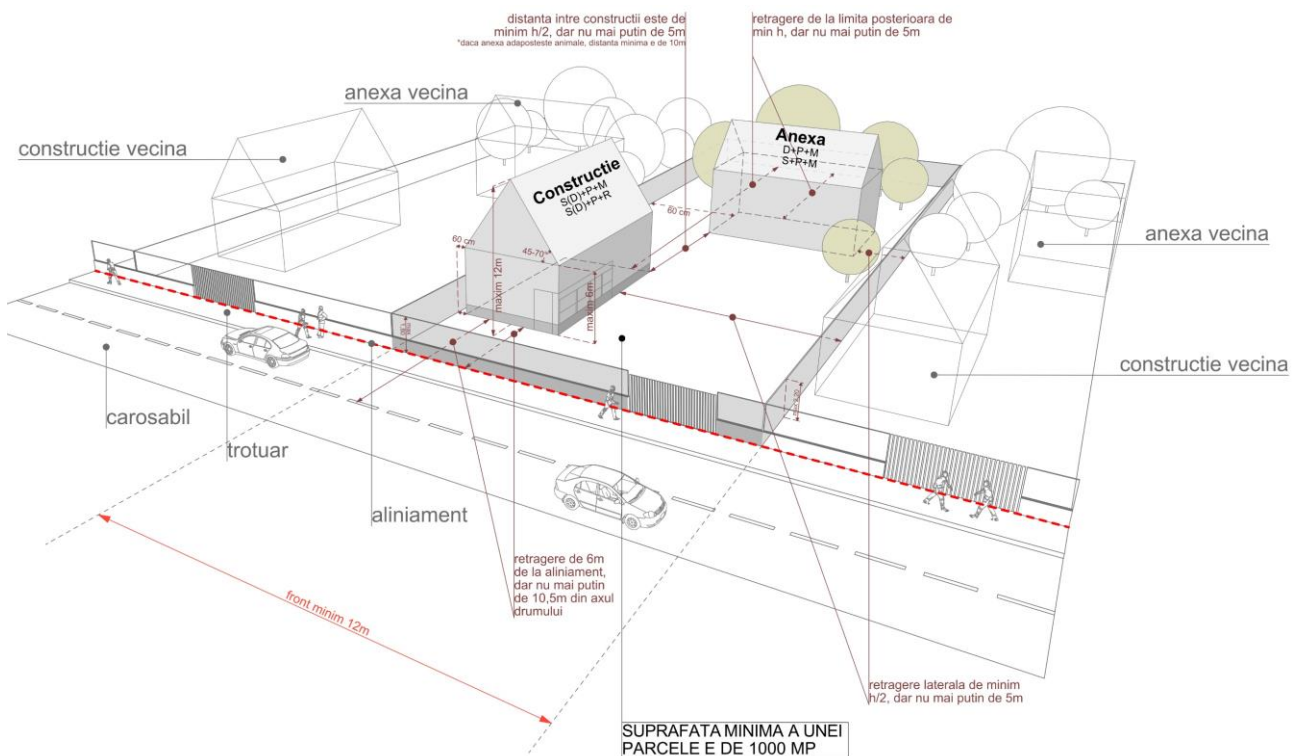 distanta intre constructii este de
minim h/2, dar nu mai putin de 5m
*daca anexa adaposteste animale, distanta minima e de 10m
retragere de la limita posterioara de
min h, dar nu mai putin de 5m
anexa vecina
constructie vecina
Anexa
D+P+M
S+P+M
Constructie
S(D)+P+M
S(D)+P+R
60 cm
60 cm
45-70°
maxim 12m
maxim 6m
anexa vecina
constructie vecina
carosabil
trotuar
aliniament
retragere de 6m
de la aliniament,
dar nu mai putin
de 10,5m din axul
drumului
front minim 12m
retragere laterala de minim
h/2, dar nu mai putin de 5m
SUPRAFATA MINIMA A UNEI
PARCELE E DE 1000 MP